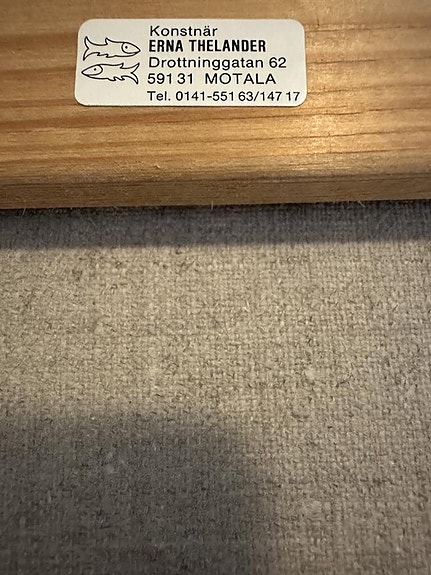 Konstnär
ERNA THELANDER
Drottninggatan 62
591 31 MOTALA
Tel. 0141-551 63/147 17